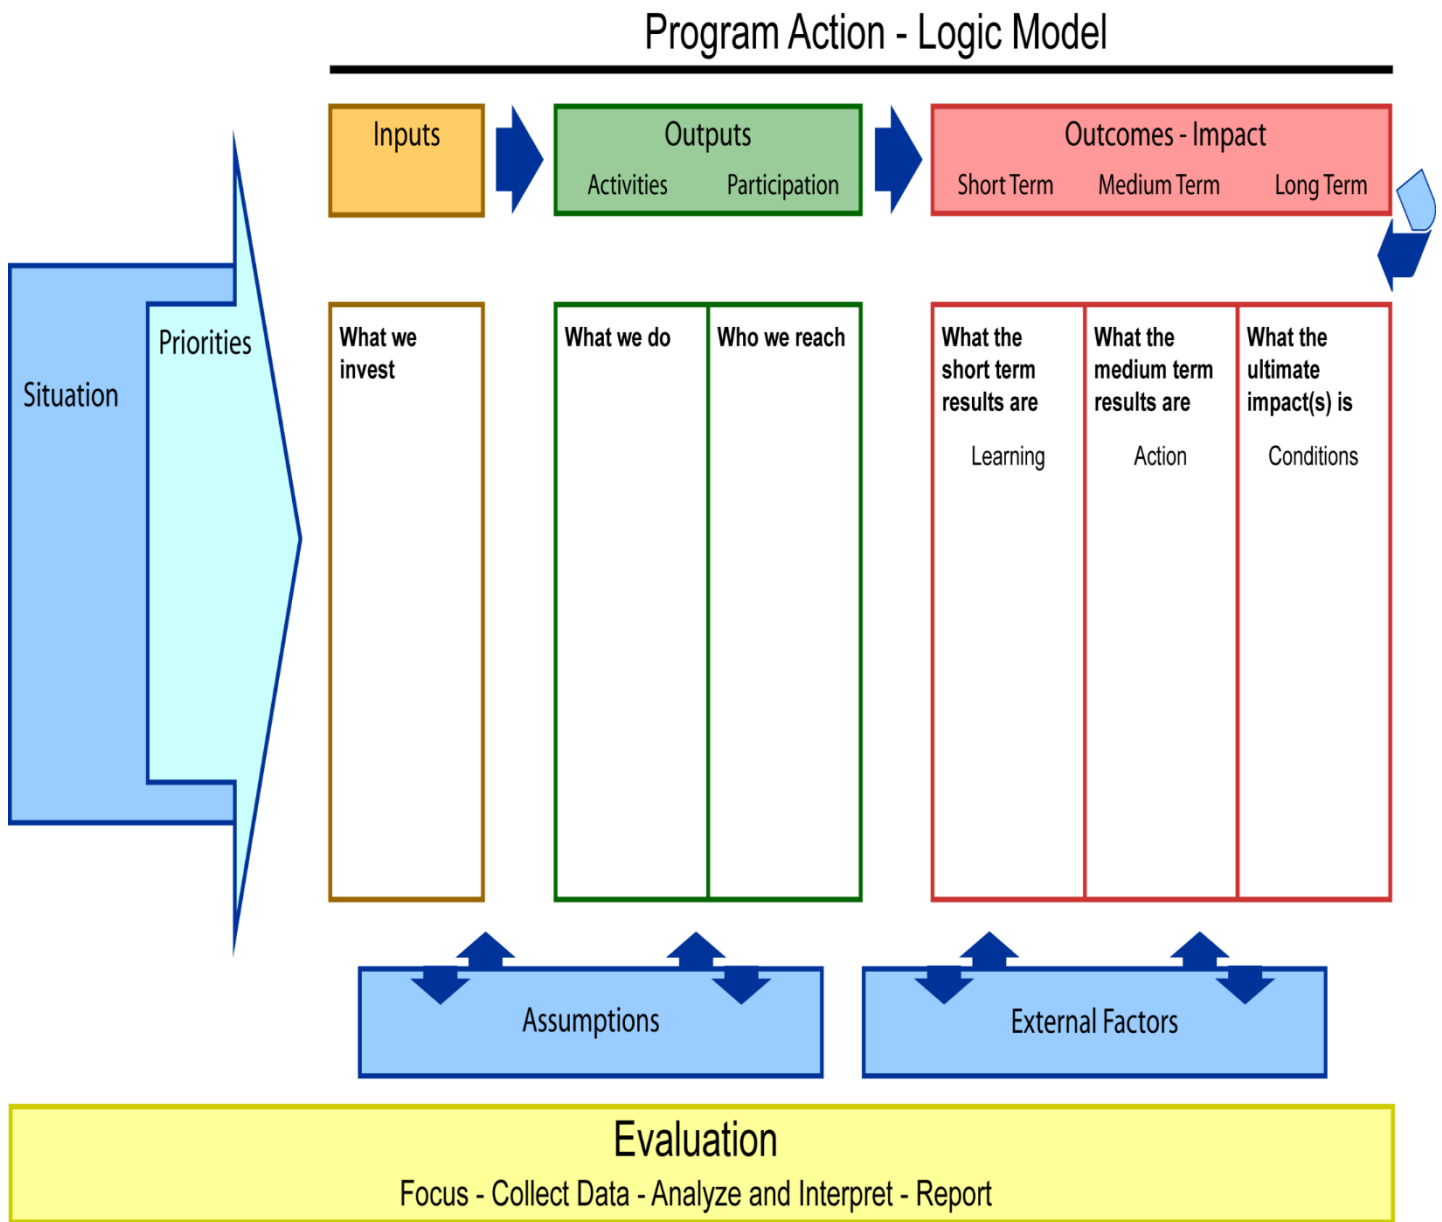 Program Action - Logic Model
Inputs
Outputs
Activities Participation
Outcomes - Impact
Short Term Medium Term Long Term
Situation
Priorities
What we
invest
What we do
Who we reach
What the
short term
results are
Learning
What the
medium term
results are
Action
What the
ultimate
impact(s) is
Conditions
Assumptions
External Factors
Evaluation
Focus - Collect Data - Analyze and Interpret - Report